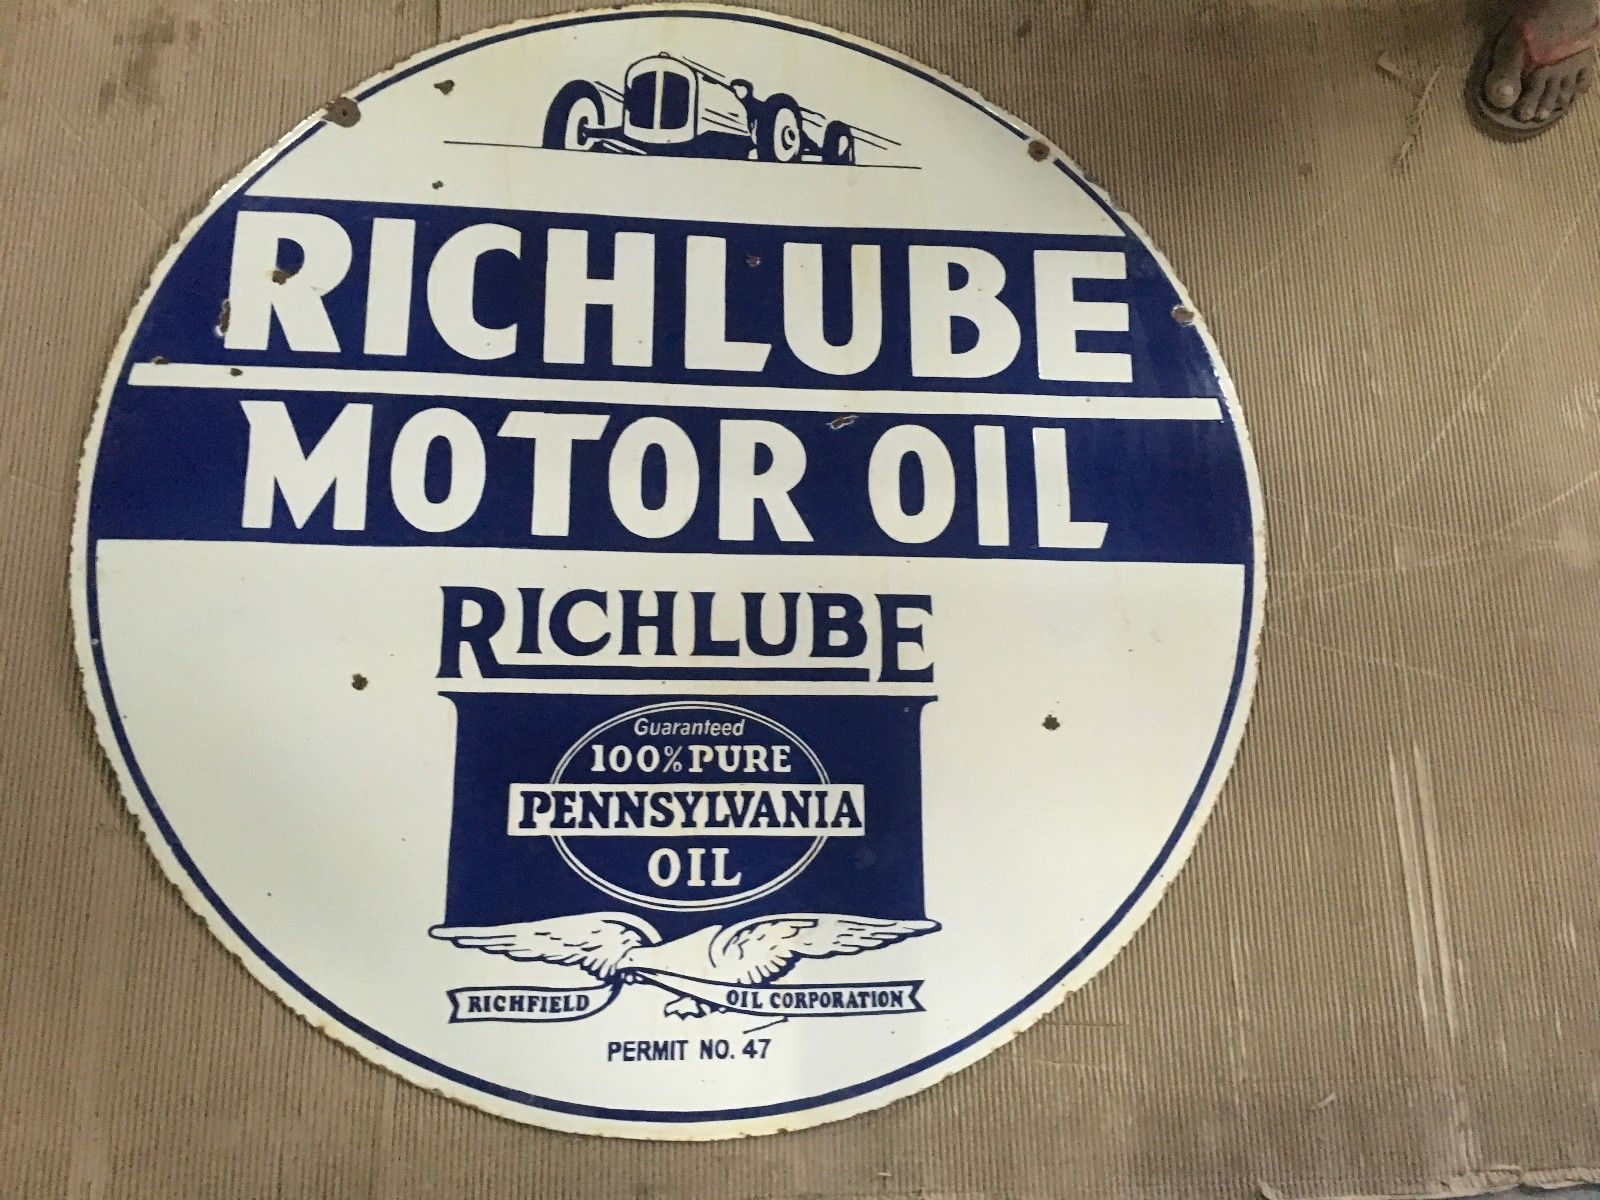 RICHLUBE
MOTOR OIL
RICHLUBE
Guaranteed
100% PURE
PENNSYLVANIA
OIL
RICHFIELD OIL CORPORATION
PERMIT NO. 47